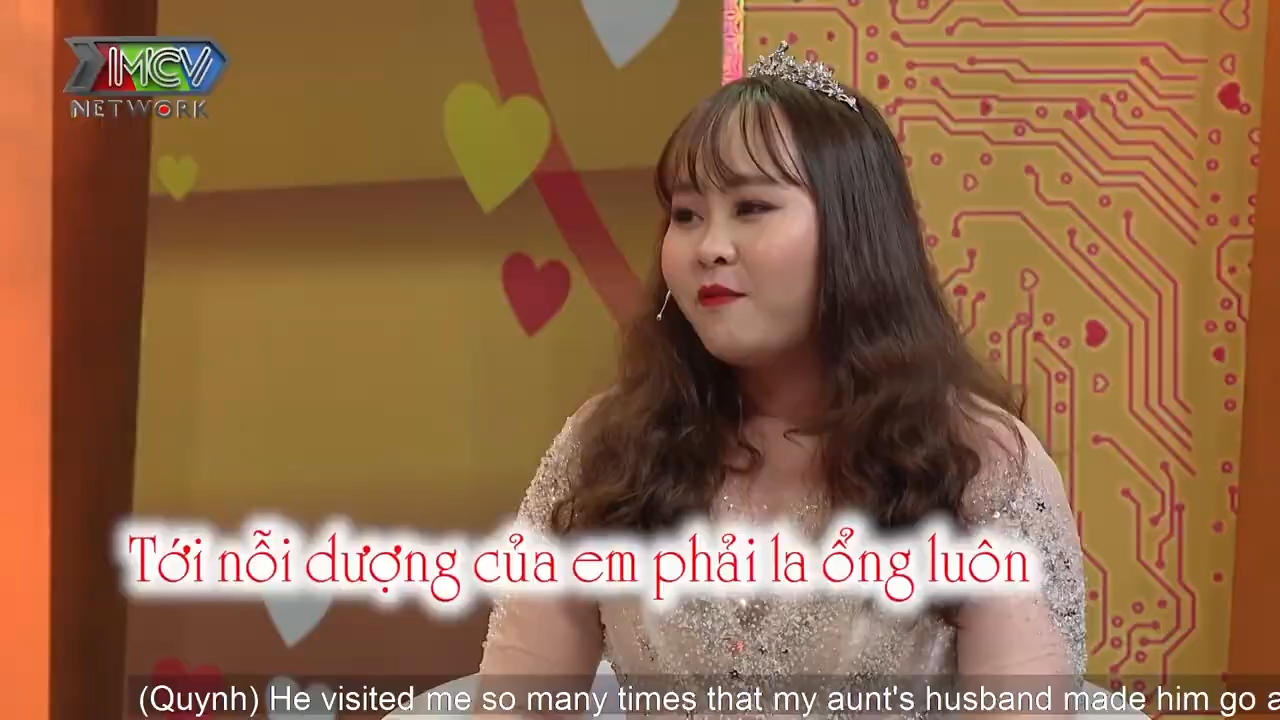 MCV
NETWORK
Tới nỗi dượng của em phải la ổng luôn
(Quynh) He visited me so many times that my aunt's husband made him go a